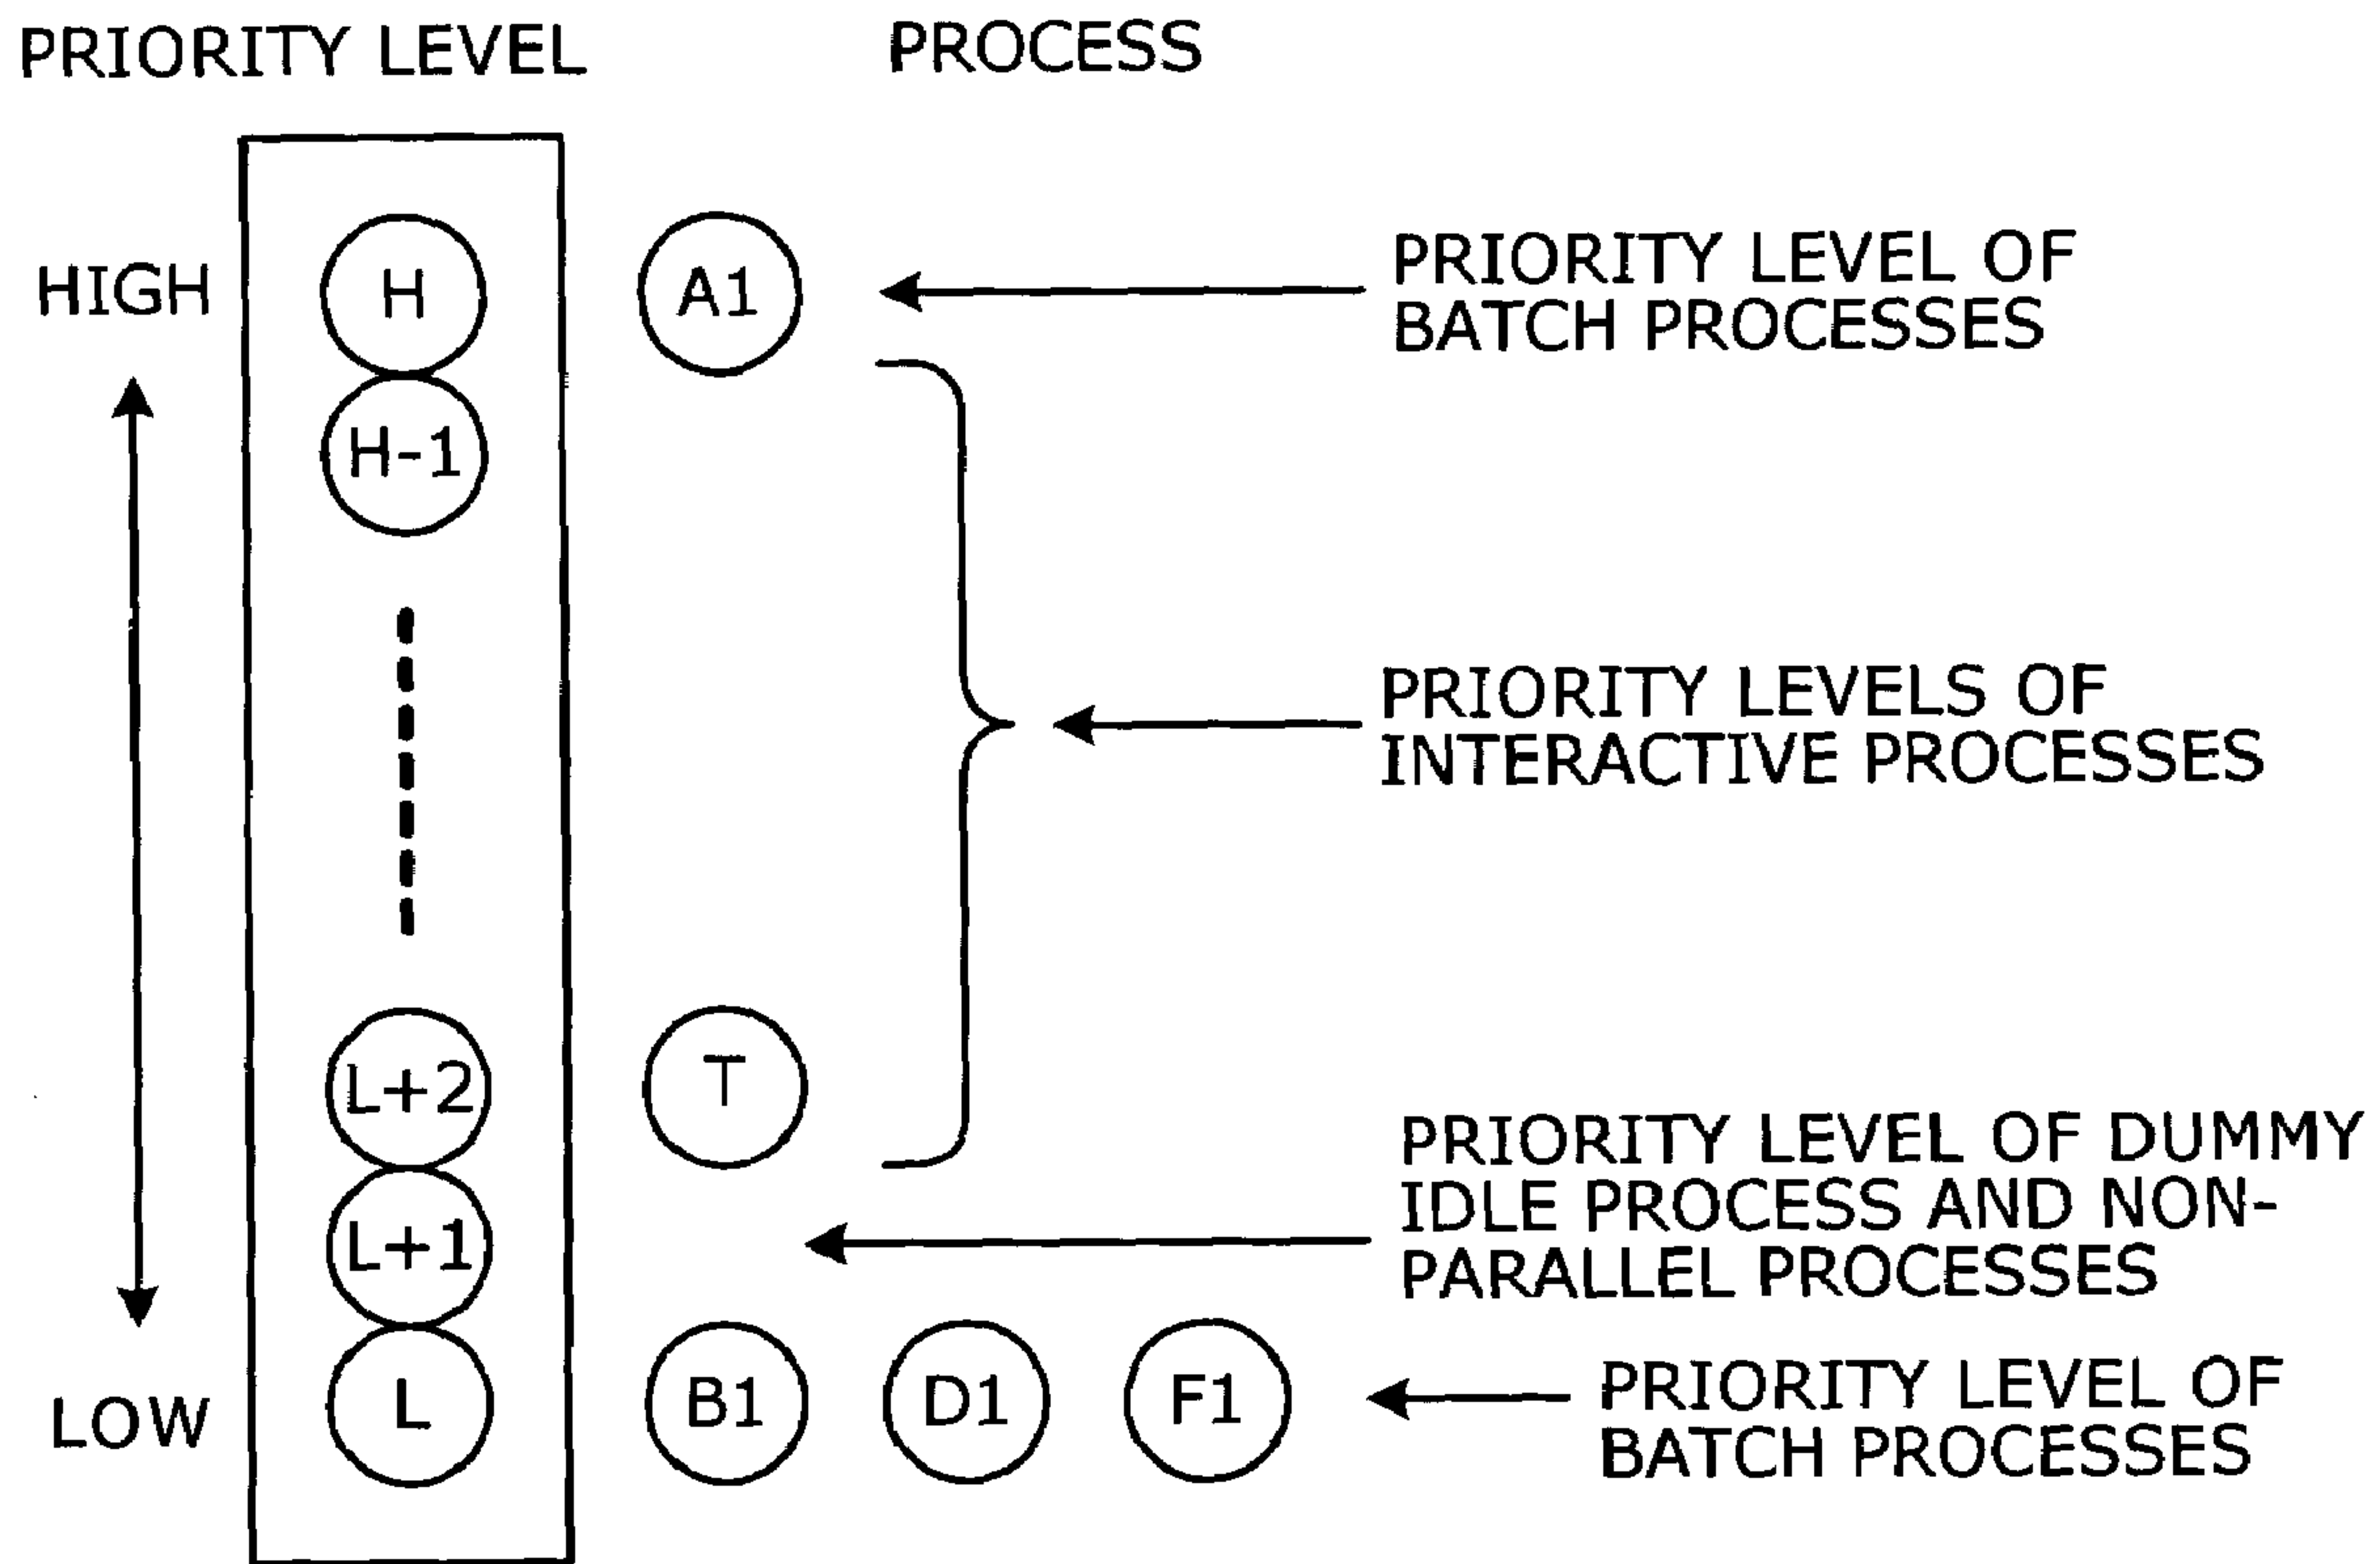 PRIORITY LEVEL
PROCESS
HIGH
H
A1
PRIORITY LEVEL OF
BATCH PROCESSES
H-1
PRIORITY LEVELS OF
INTERACTIVE PROCESSES
L+2
T
PRIORITY LEVEL OF DUMMY
IDLE PROCESS AND NON-
PARALLEL PROCESSES
L+1
LOW
L
B1
D1
F1
PRIORITY LEVEL OF
BATCH PROCESSES